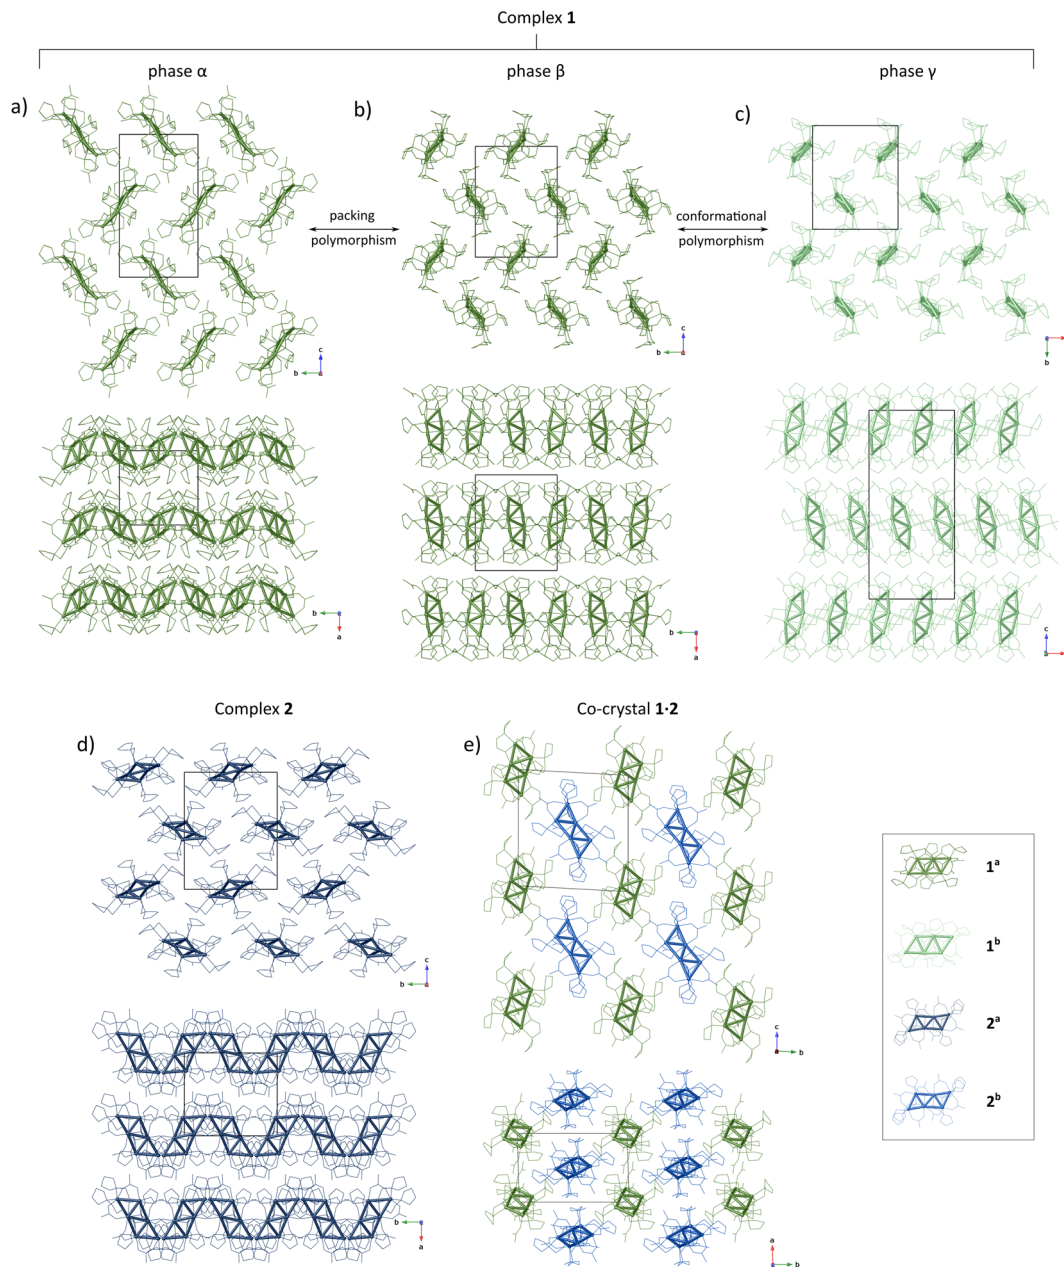 Complex 1
phase α
phase β
phase γ
a)
b)
c)
packing
polymorphism
conformational
polymorphism
c
b
a
c
b
a
a
b
b
a
b
a
c
b
Complex 2
Co-crystal 1·2
d)
e)
1ᵃ
1ᵇ
2ᵃ
2ᵇ
c
b
a
c
a
b
b
a
a
c
b